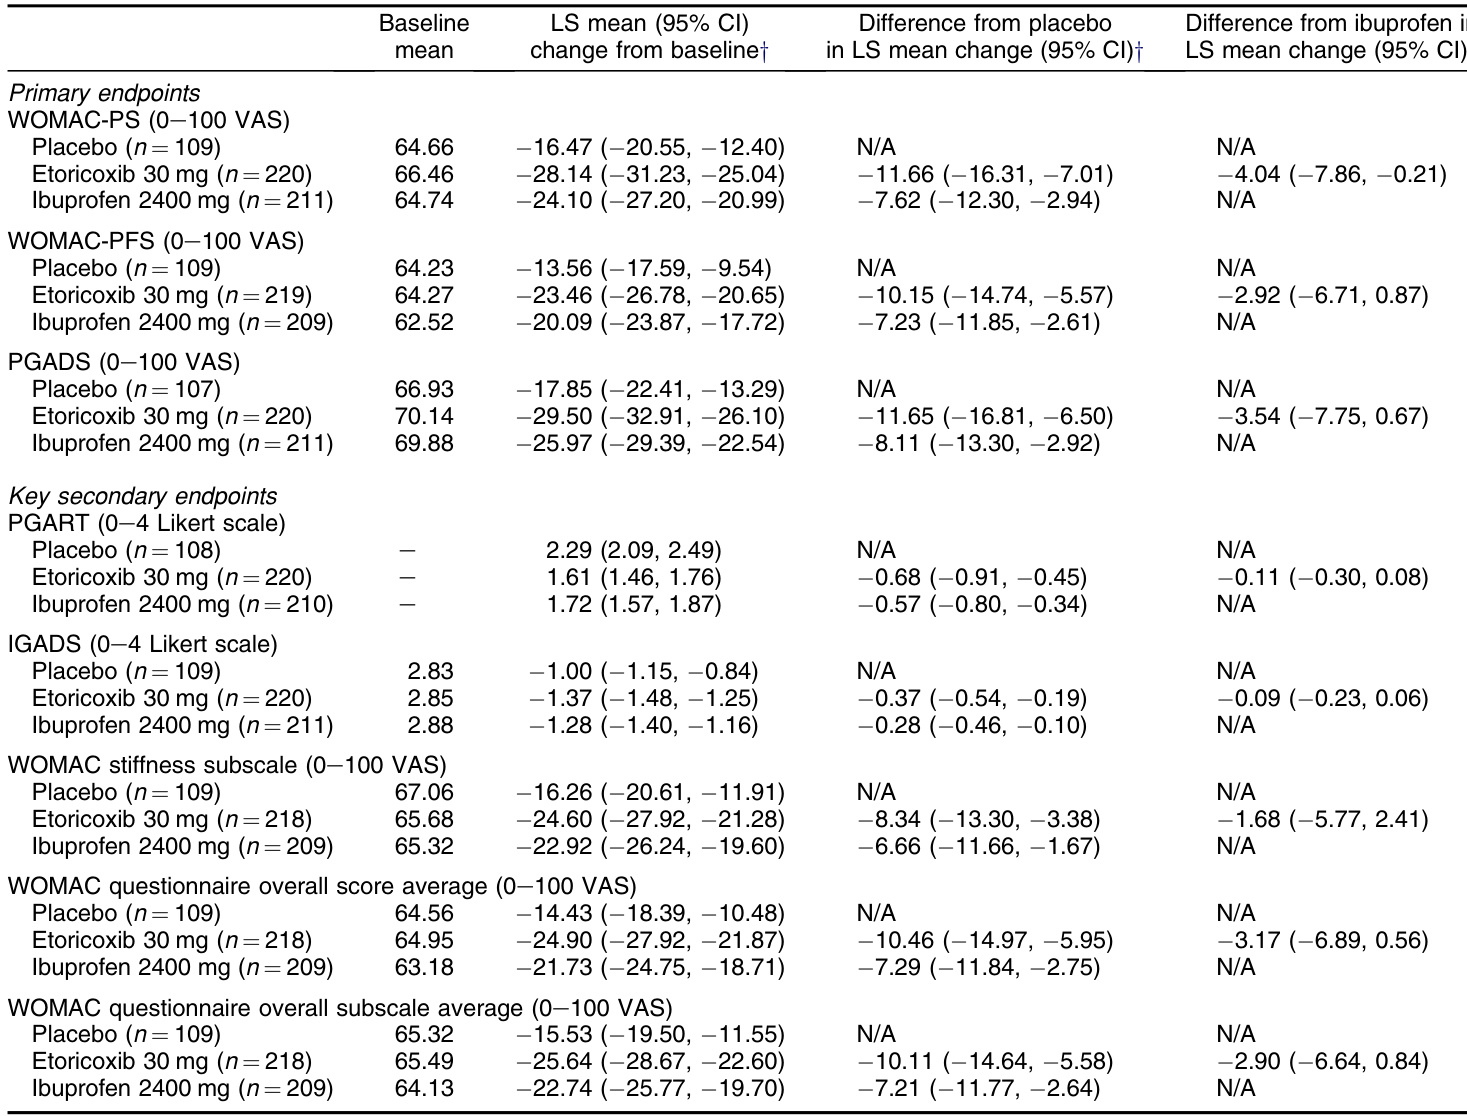 Baseline mean LS mean (95% CI) change from baseline† Difference from placebo in LS mean change (95% CI)† Difference from ibuprofen in LS mean change (95% CI)
Primary endpoints
WOMAC-PS (0–100 VAS)
Placebo (n = 109) 64.66 −16.47 (−20.55, −12.40) N/A N/A
Etoricoxib 30 mg (n = 220) 66.46 −28.14 (−31.23, −25.04) −11.66 (−16.31, −7.01) −4.04 (−7.86, −0.21)
Ibuprofen 2400 mg (n = 211) 64.74 −24.10 (−27.20, −20.99) −7.62 (−12.30, −2.94) N/A
WOMAC-PFS (0–100 VAS)
Placebo (n = 109) 64.23 −13.56 (−17.59, −9.54) N/A N/A
Etoricoxib 30 mg (n = 219) 64.27 −23.46 (−26.78, −20.65) −10.15 (−14.74, −5.57) −2.92 (−6.71, 0.87)
Ibuprofen 2400 mg (n = 209) 62.52 −20.09 (−23.87, −17.72) −7.23 (−11.85, −2.61) N/A
PGADS (0–100 VAS)
Placebo (n = 107) 66.93 −17.85 (−22.41, −13.29) N/A N/A
Etoricoxib 30 mg (n = 220) 70.14 −29.50 (−32.91, −26.10) −11.65 (−16.81, −6.50) −3.54 (−7.75, 0.67)
Ibuprofen 2400 mg (n = 211) 69.88 −25.97 (−29.39, −22.54) −8.11 (−13.30, −2.92) N/A
Key secondary endpoints
PGART (0–4 Likert scale)
Placebo (n = 108) – 2.29 (2.09, 2.49) N/A N/A
Etoricoxib 30 mg (n = 220) – 1.61 (1.46, 1.76) −0.68 (−0.91, −0.45) −0.11 (−0.30, 0.08)
Ibuprofen 2400 mg (n = 210) – 1.72 (1.57, 1.87) −0.57 (−0.80, −0.34) N/A
IGADS (0–4 Likert scale)
Placebo (n = 109) 2.83 −1.00 (−1.15, −0.84) N/A N/A
Etoricoxib 30 mg (n = 220) 2.85 −1.37 (−1.48, −1.25) −0.37 (−0.54, −0.19) −0.09 (−0.23, 0.06)
Ibuprofen 2400 mg (n = 211) 2.88 −1.28 (−1.40, −1.16) −0.28 (−0.46, −0.10) N/A
WOMAC stiffness subscale (0–100 VAS)
Placebo (n = 109) 67.06 −16.26 (−20.61, −11.91) N/A N/A
Etoricoxib 30 mg (n = 218) 65.68 −24.60 (−27.92, −21.28) −8.34 (−13.30, −3.38) −1.68 (−5.77, 2.41)
Ibuprofen 2400 mg (n = 209) 65.32 −22.92 (−26.24, −19.60) −6.66 (−11.66, −1.67) N/A
WOMAC questionnaire overall score average (0–100 VAS)
Placebo (n = 109) 64.56 −14.43 (−18.39, −10.48) N/A N/A
Etoricoxib 30 mg (n = 218) 64.95 −24.90 (−27.92, −21.87) −10.46 (−14.97, −5.95) −3.17 (−6.89, 0.56)
Ibuprofen 2400 mg (n = 209) 63.18 −21.73 (−24.75, −18.71) −7.29 (−11.84, −2.75) N/A
WOMAC questionnaire overall subscale average (0–100 VAS)
Placebo (n = 109) 65.32 −15.53 (−19.50, −11.55) N/A N/A
Etoricoxib 30 mg (n = 218) 65.49 −25.64 (−28.67, −22.60) −10.11 (−14.64, −5.58) −2.90 (−6.64, 0.84)
Ibuprofen 2400 mg (n = 209) 64.13 −22.74 (−25.77, −19.70) −7.21 (−11.77, −2.64) N/A